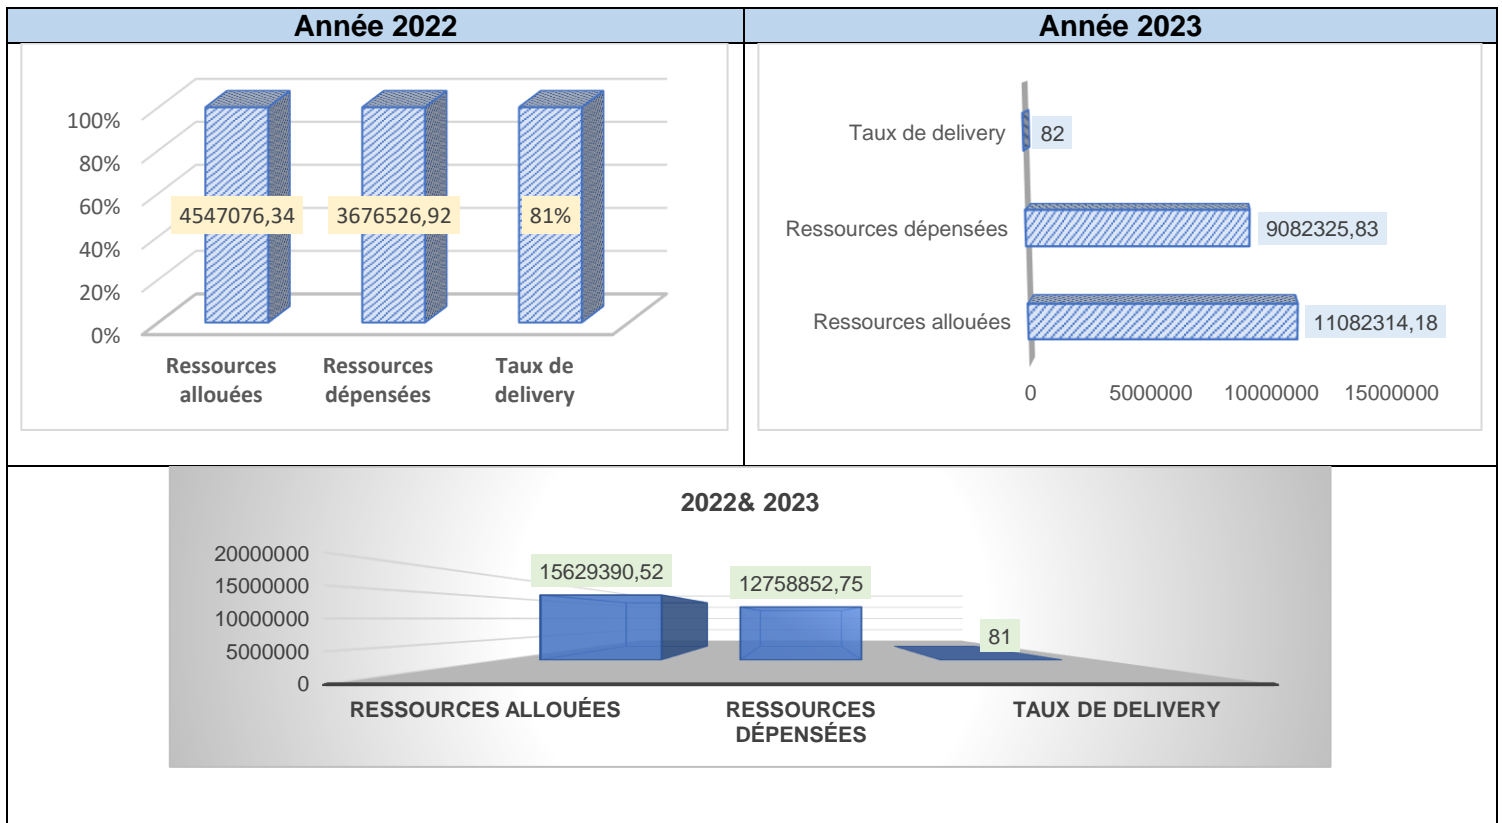 Année 2022
Année 2023
100%
80%
60%
40%
20%
0%
4547076,34
3676526,92
81%
Ressources
allouées
Ressources
dépensées
Taux de
delivery
Taux de delivery
82
Ressources dépensées
9082325,83
Ressources allouées
11082314,18
0
5000000
10000000
15000000
2022& 2023
20000000
15000000
10000000
5000000
0
15629390,52
12758852,75
81
RESSOURCES ALLOUÉES
RESSOURCES
DÉPENSÉES
TAUX DE DELIVERY